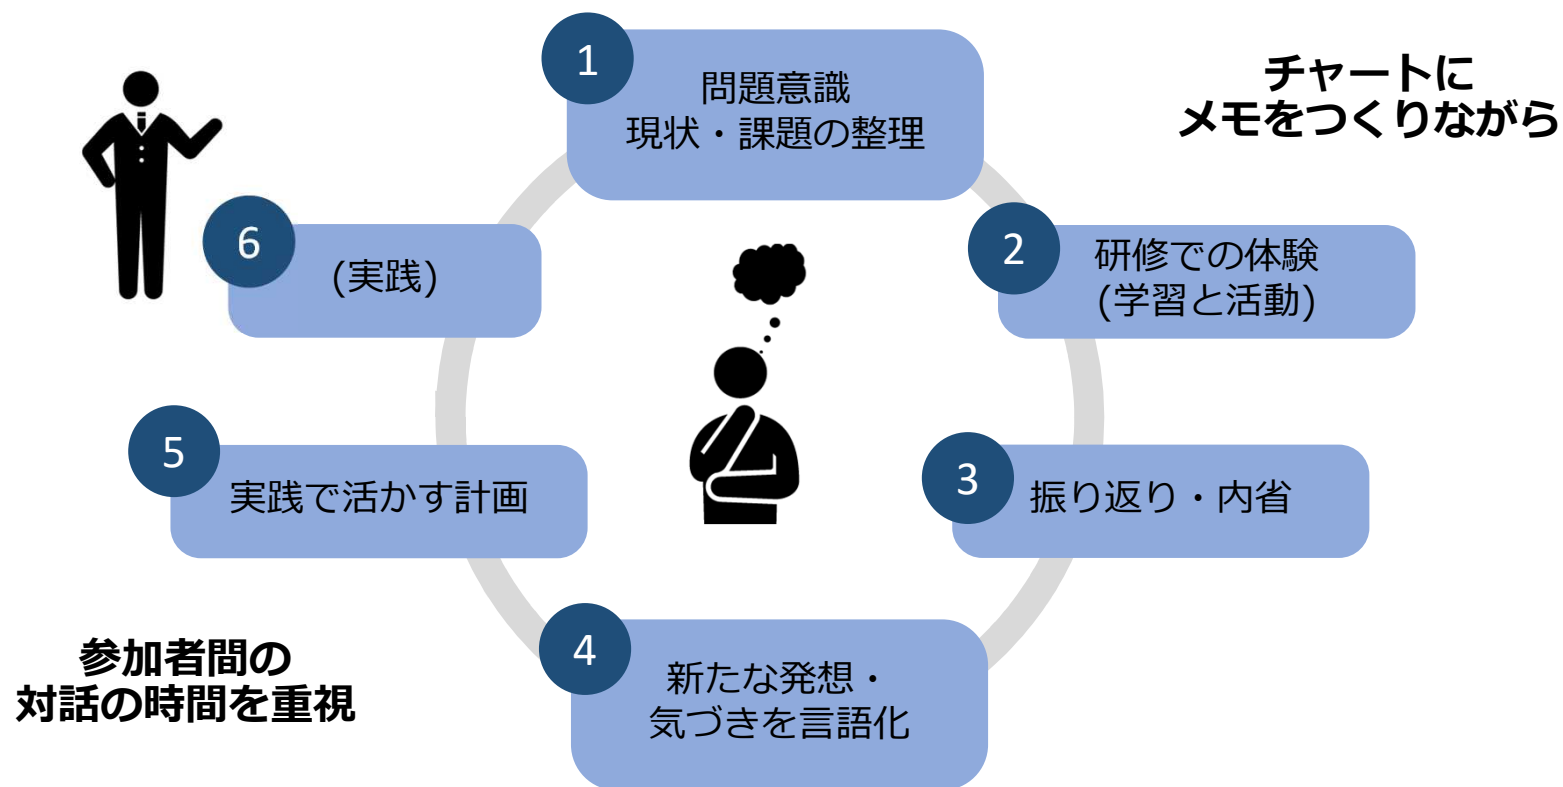 1
問題意識
現状・課題の整理
チャートに
メモをつくりながら
2
研修での体験
(学習と活動)
3
振り返り・内省
4
新たな発想・
気づきを言語化
5
実践で活かす計画
6
(実践)
参加者間の
対話の時間を重視